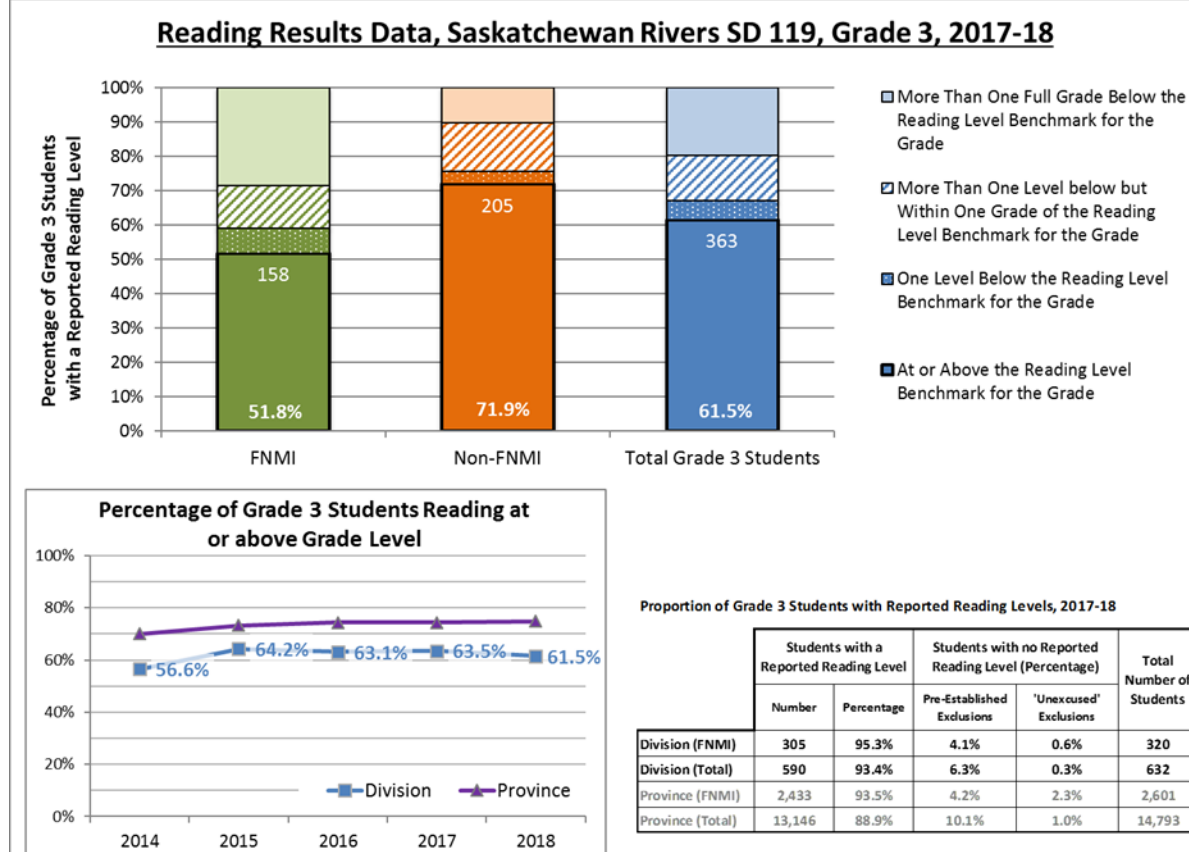 Reading Results Data, Saskatchewan Rivers SD 119, Grade 3, 2017-18
Percentage of Grade 3 Students
with a Reported Reading Level
100%
90%
80%
70%
60%
50%
40%
30%
20%
10%
0%
158
51.8%
205
71.9%
363
61.5%
FNMI
Non-FNMI
Total Grade 3 Students
More Than One Full Grade Below the
Reading Level Benchmark for the
Grade
More Than One Level below but
Within One Grade of the Reading
Level Benchmark for the Grade
One Level Below the Reading Level
Benchmark for the Grade
At or Above the Reading Level
Benchmark for the Grade
Percentage of Grade 3 Students Reading at
or above Grade Level
100%
80%
60%
40%
20%
0%
56.6%
64.2%
63.1%
63.5%
61.5%
Division
Province
2014
2015
2016
2017
2018
Proportion of Grade 3 Students with Reported Reading Levels, 2017-18
Students with a
Reported Reading Level
Students with no Reported
Reading Level (Percentage)
Total
Number of
Students
Number
Percentage
Pre-Established
Exclusions
'Unexcused'
Exclusions
Division (FNMI) 305 95.3% 4.1% 0.6% 320
Division (Total) 590 93.4% 6.3% 0.3% 632
Province (FNMI) 2,433 93.5% 4.2% 2.3% 2,601
Province (Total) 13,146 88.9% 10.1% 1.0% 14,793